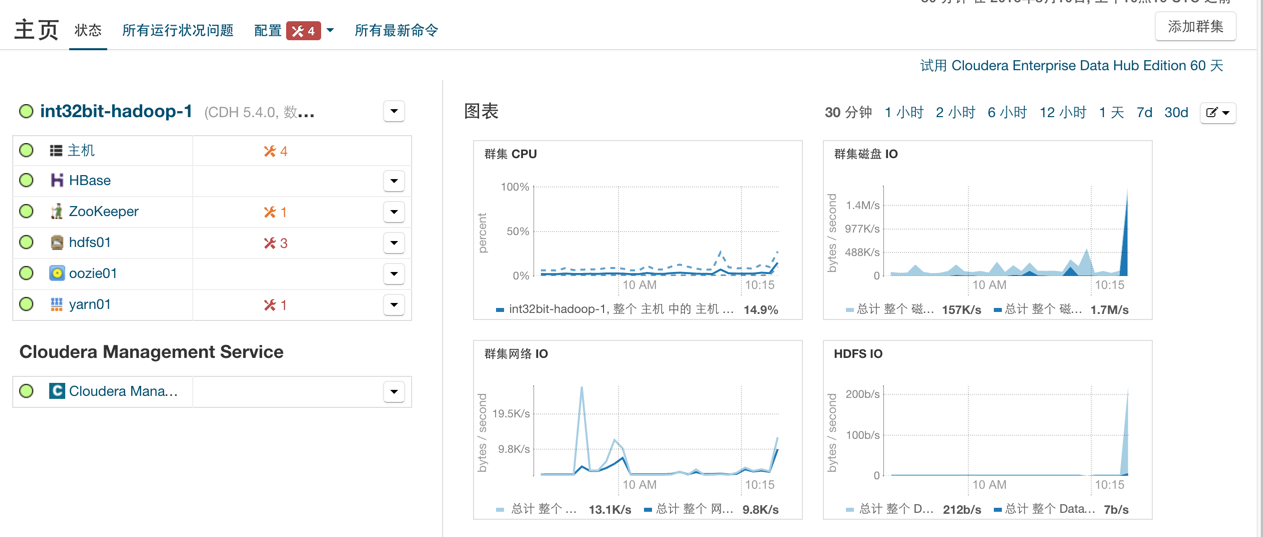 主页 状态 所有运行状况问题 配置 4 所有最新命令
添加群集
试用 Cloudera Enterprise Data Hub Edition 60 天
int32bit-hadoop-1 (CDH 5.4.0, 数...
主机 4
HBase
ZooKeeper 1
hdfs01 3
oozie01
yarn01 1
Cloudera Management Service
Cloudera Mana...
图表 30 分钟 1 小时 2 小时 6 小时 12 小时 1 天 7d 30d
群集 CPU
percent
100%
50%
0%
10 AM 10:15
int32bit-hadoop-1, 整个 主机 中的 主机 ... 14.9%
群集磁盘 IO
bytes / second
1.4M/s
977K/s
488K/s
0
10 AM 10:15
总计 整个 磁... 157K/s 总计 整个 磁... 1.7M/s
群集网络 IO
bytes / second
19.5K/s
9.8K/s
10 AM 10:15
总计 整个 ... 13.1K/s 总计 整个 网... 9.8K/s
HDFS IO
bytes / second
200b/s
100b/s
0
10 AM 10:15
总计 整个 D... 212b/s 总计 整个 Data... 7b/s